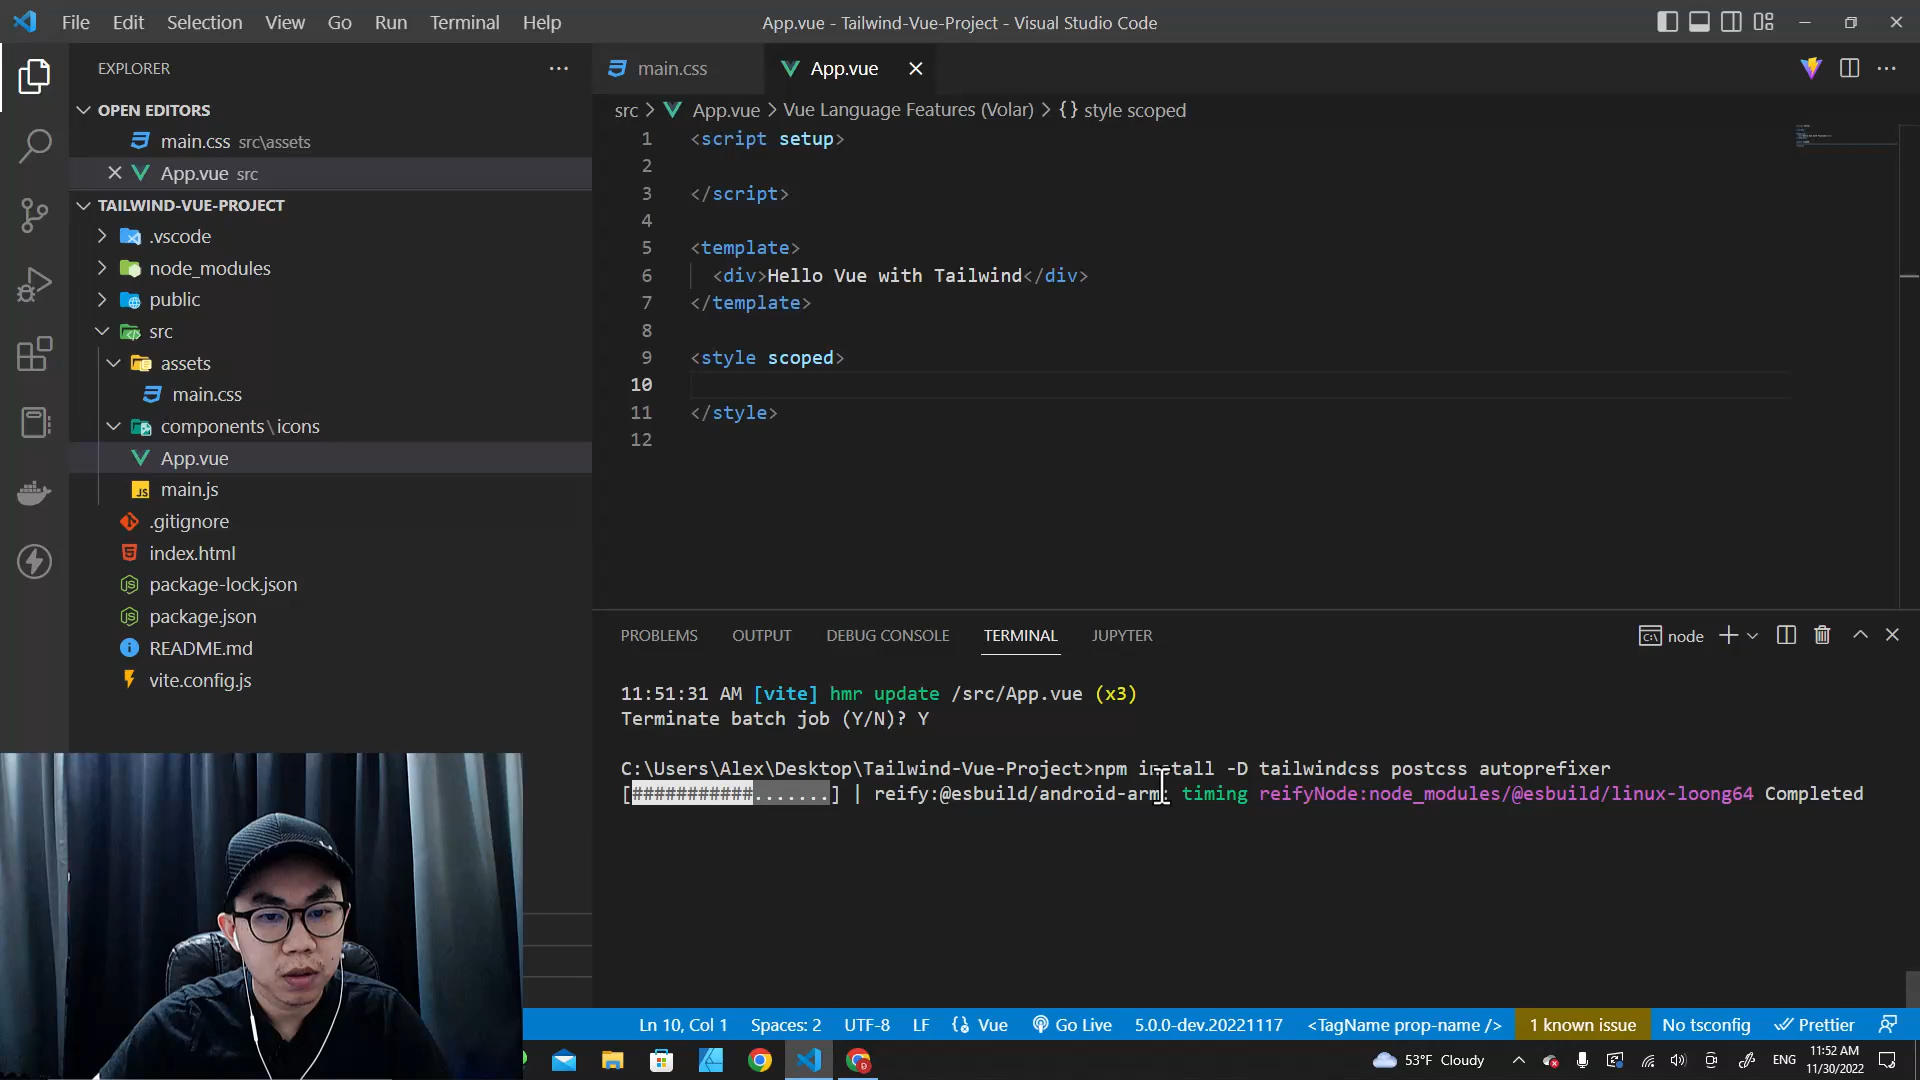 File Edit Selection View Go Run Terminal Help
App.vue - Tailwind-Vue-Project - Visual Studio Code
EXPLORER
OPEN EDITORS
main.css src\assets
App.vue src
TAILWIND-VUE-PROJECT
.vscode
node_modules
public
src
assets
main.css
components\icons
App.vue
main.js
.gitignore
index.html
package-lock.json
package.json
README.md
vite.config.js
main.css
App.vue
src > App.vue > Vue Language Features (Volar) > {} style scoped
1 <script setup>
2
3 </script>
4
5 <template>
6 <div>Hello Vue with Tailwind</div>
7 </template>
8
9 <style scoped>
10
11 </style>
12
PROBLEMS OUTPUT DEBUG CONSOLE TERMINAL JUPYTER
node
11:51:31 AM [vite] hmr update /src/App.vue (x3)
Terminate batch job (Y/N)? Y
C:\Users\Alex\Desktop\Tailwind-Vue-Project>npm install -D tailwindcss postcss autoprefixer
[###########.......] | reify:@esbuild/android-arm: timing reifyNode:node_modules/@esbuild/linux-loong64 Completed
Ln 10, Col 1 Spaces: 2 UTF-8 LF {} Vue Go Live 5.0.0-dev.20221117 <TagName prop-name /> 1 known issue No tsconfig Prettier
53°F Cloudy
ENG
11:52 AM
11/30/2022